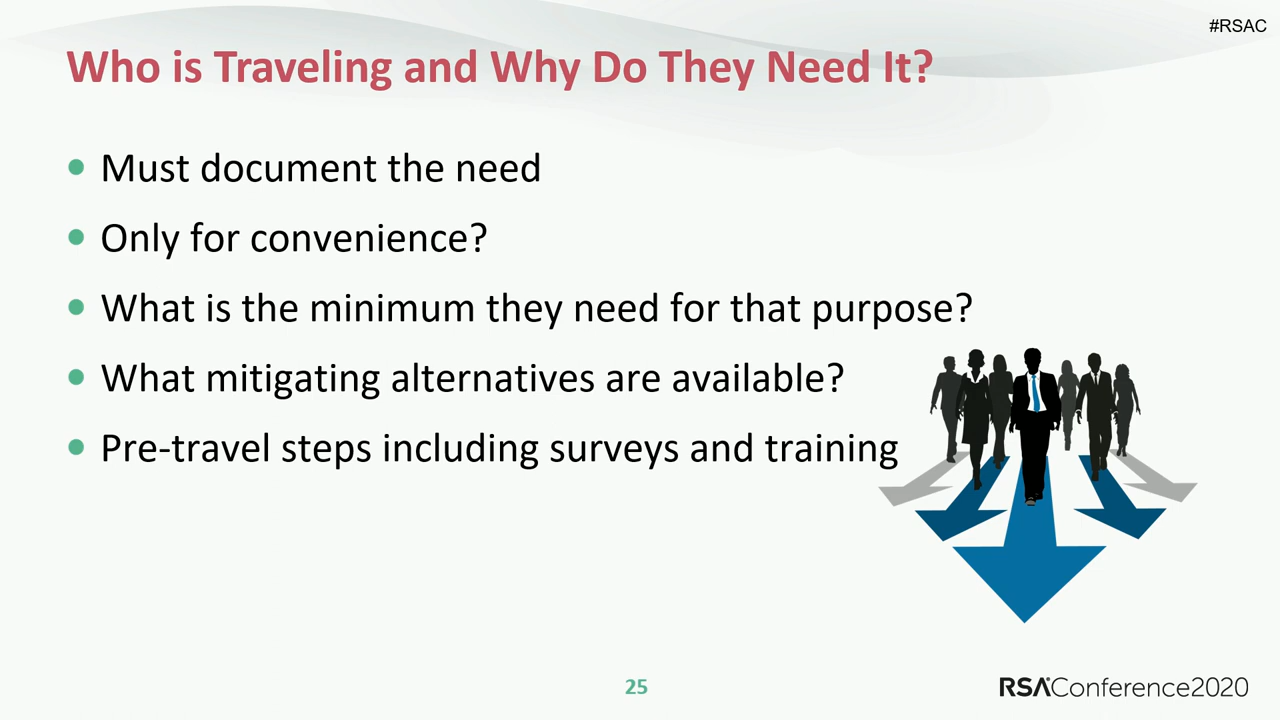 #RSAC
Who is Traveling and Why Do They Need It?
Must document the need
Only for convenience?
What is the minimum they need for that purpose?
What mitigating alternatives are available?
Pre-travel steps including surveys and training
25
RSAConference2020